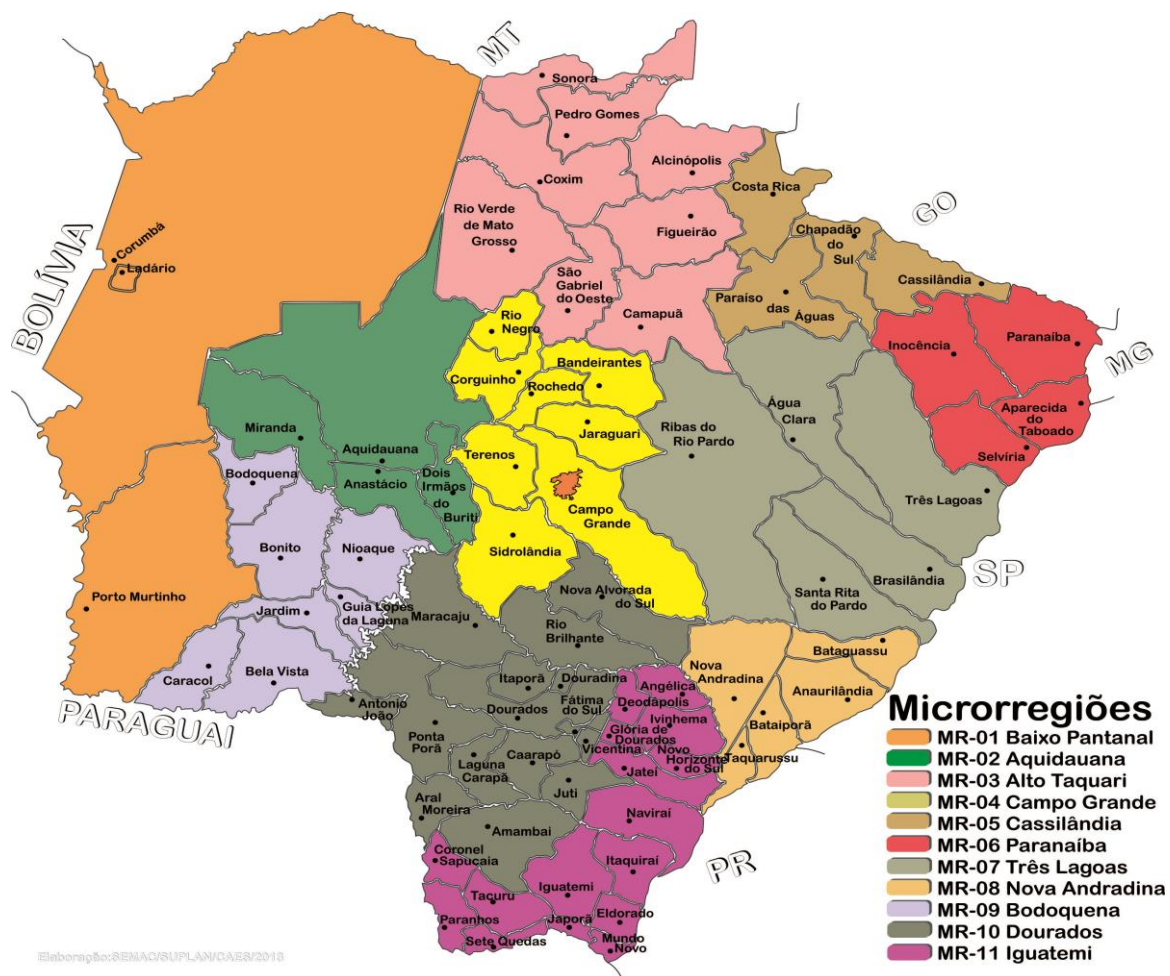 MT
Sonora
Pedro Gomes
Alcinópolis
Coxim
Costa Rica
GO
Rio Verde
de Mato
Grosso
Figueirão
Chapadão
do
Sul
BOLÍVIA
Corumbá
Ladário
São
Gabriel
do Oeste
Cassilândia
Paraíso
das
Águas
Camapuã
Rio
Negro
Inocência
Paranaíba
MG
Bandeirantes
Corguinho
Rochedo
Água
Clara
Aparecida
do
Taboado
Miranda
Jaraguari
Ribas do
Rio Pardo
Aquidauana
Terenos
Selvíria
Bodoquena
Anastácio
Dois
Irmãos
do
Buriti
Três Lagoas
Campo
Grande
Bonito
Nioaque
Sidrolândia
Brasilândia
SP
Santa Rita
do Pardo
Porto Murtinho
Nova Alvorada
do Sul
Jardim
Guia Lopes
da Laguna
Maracaju
Rio
Brilhante
Bataguassu
Caracol
Bela Vista
Nova
Andradina
Itaporã
Douradina
Angélica
Deodápolis
Anaurilândia
PARAGUAI
Antonio
João
Dourados
Fátima
do Sul
Ivinhema
Bataiporã
Ponta
Porã
Glória de
Dourados
Vicentina
Novo
Horizonte
do Sul
Taquarussu
Laguna
Carapã
Caarapó
Jateí
Juti
Aral
Moreira
Amambai
Naviraí
Coronel
Sapucaia
Itaquiraí
PR
Tacuru
Iguatemi
Paranhos
Japorã
Eldorado
Sete Quedas
Mundo
Novo
Microrregiões
MR-01 Baixo Pantanal
MR-02 Aquidauana
MR-03 Alto Taquari
MR-04 Campo Grande
MR-05 Cassilândia
MR-06 Paranaíba
MR-07 Três Lagoas
MR-08 Nova Andradina
MR-09 Bodoquena
MR-10 Dourados
MR-11 Iguatemi
Elaboração:SEMAC/SUPLAN/CAES/2013